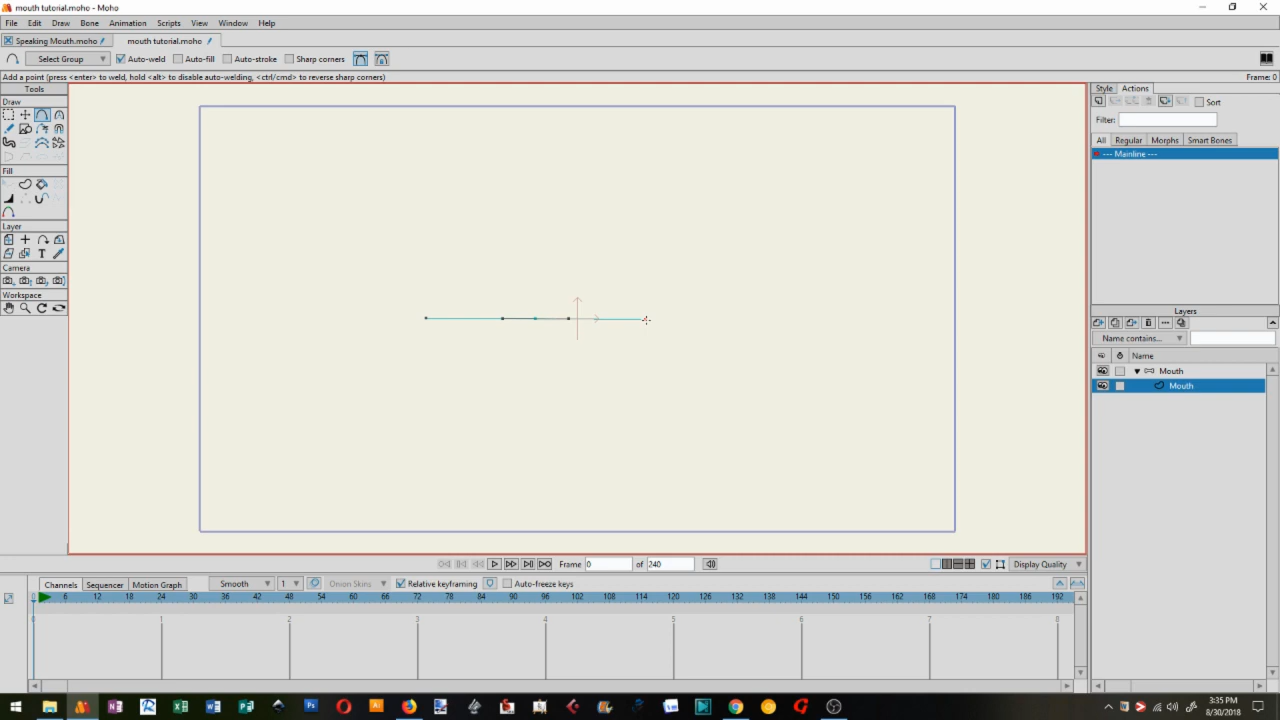 mouth tutorial.moho - Moho
File Edit Draw Bone Animation Scripts View Window Help
Speaking Mouth.moho mouth tutorial.moho
Select Group Auto-weld Auto-fill Auto-stroke Sharp corners
Add a point (press <enter> to weld, hold <alt> to disable auto-welding, <ctrl/cmd> to reverse sharp corners) Frame: 0
Tools
Style Actions
Draw
Sort
Filter:
All Regular Morphs Smart Bones
--- Mainline ---
Fill
Layer
T
Camera
Workspace
Layers
Name contains...
Name
Mouth
Mouth
Frame 0 of 240 Display Quality
Channels Sequencer Motion Graph Smooth 1 Onion Skins Relative keyframing Auto-freeze keys
0 6 12 18 24 30 36 42 48 54 60 66 72 78 84 90 96 102 108 114 120 126 132 138 144 150 156 162 168 174 180 186 192
0 1 2 3 4 5 6 7 8
3:35 PM
8/30/2018